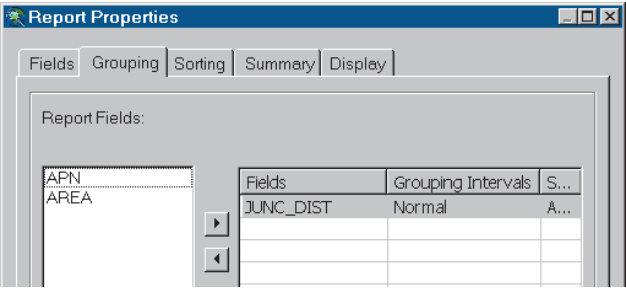 Report Properties
Fields Grouping Sorting Summary Display
Report Fields:
APN
AREA
Fields Grouping Intervals S...
JUNC_DIST Normal A...